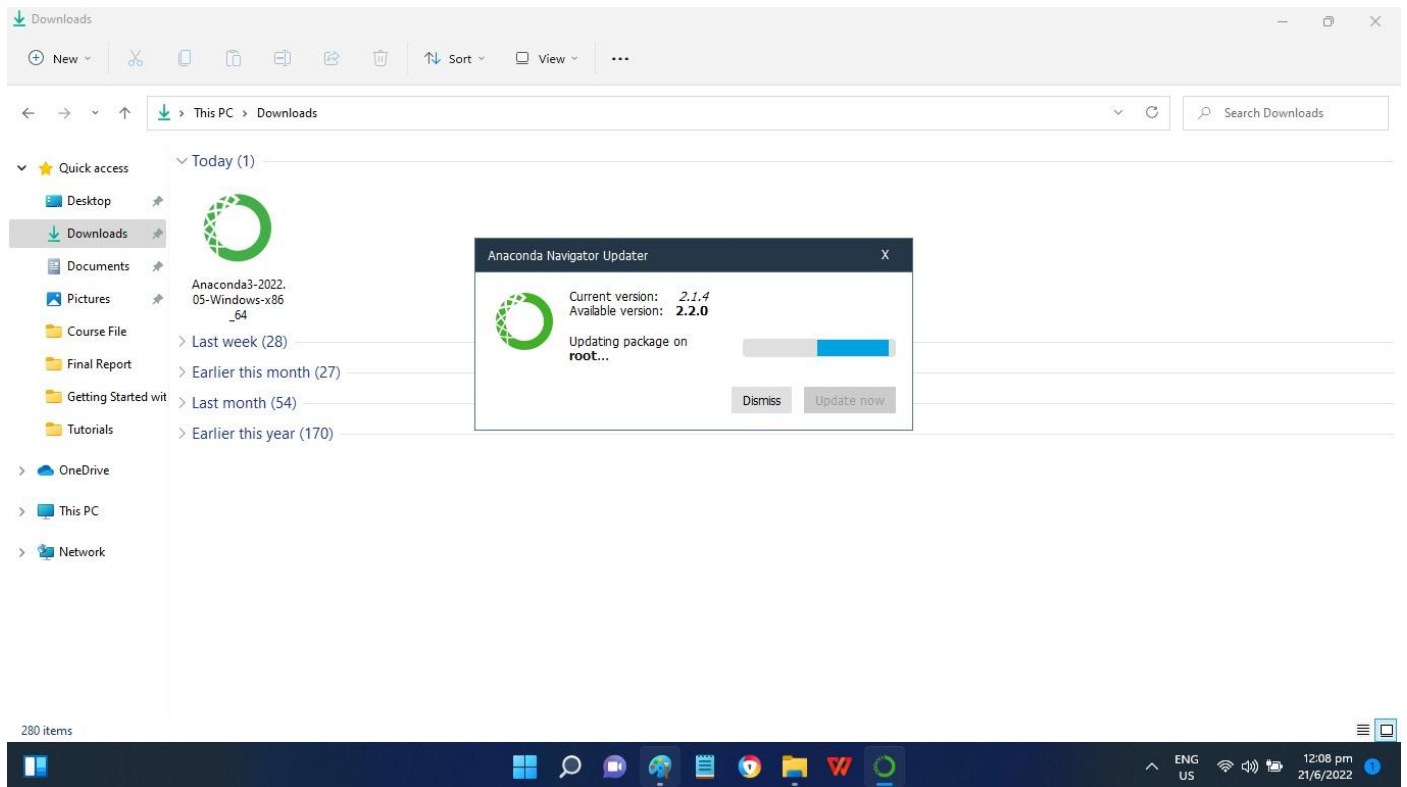 Downloads
New
Sort
View
This PC > Downloads
Search Downloads
Quick access
Desktop
Downloads
Documents
Pictures
Course File
Final Report
Getting Started wit
Tutorials
OneDrive
This PC
Network
Today (1)
Anaconda3-2022.
05-Windows-x86
_64
Last week (28)
Earlier this month (27)
Last month (54)
Earlier this year (170)
Anaconda Navigator Updater X
Current version: 2.1.4
Available version: 2.2.0
Updating package on
root...
Dismiss
Update now
280 items
ENG
US
12:08 pm
21/6/2022
1